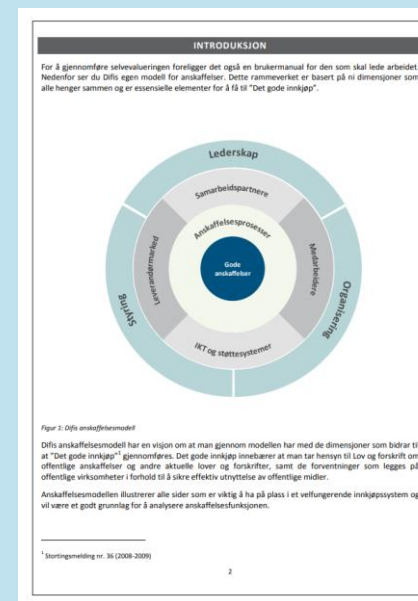 INTRODUKSJON
For å gjennomføre selvevalueringen foreligger det også en brukermanual for den som skal lede arbeidet.
Nedenfor ser du Difis egen modell for anskaffelser. Dette rammeverket er basert på ni dimensjoner som
alle henger sammen og er essensielle elementer for å få til "Det gode innkjøp".
Lederskap
Samarbeidspartnere
Anskaffelsesprosesser
Gode
anskaffelser
Leverandørmarked
Medarbeidere
Styring
Organisering
IKT og støttesystemer
Figur 1: Difis anskaffelsesmodell
Difis anskaffelsesmodell har en visjon om at man gjennom modellen har med de dimensjoner som bidrar til
at "Det gode innkjøp"1 gjennomføres. Det gode innkjøp innebærer at man tar hensyn til Lov og forskrift om
offentlige anskaffelser og andre aktuelle lover og forskrifter, samt de forventninger som legges på
offentlige virksomheter i forhold til å sikre effektiv utnyttelse av offentlige midler.
Anskaffelsesmodellen illustrerer alle sider som er viktig å ha på plass i et velfungerende innkjøpssystem og
vil være et godt grunnlag for å analysere anskaffelsesfunksjonen.
1 Stortingsmelding nr. 36 (2008-2009)
2